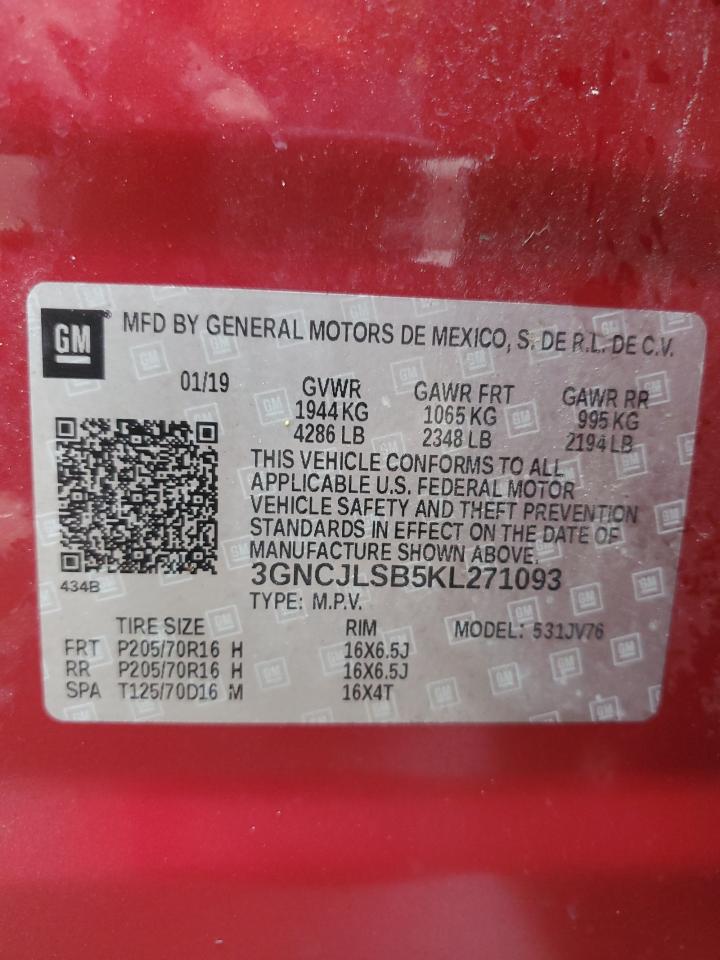 GM
MFD BY GENERAL MOTORS DE MEXICO, S. DE R.L. DE C.V.
01/19 GVWR GAWR FRT GAWR RR
1944 KG 1065 KG 995 KG
4286 LB 2348 LB 2194 LB
THIS VEHICLE CONFORMS TO ALL
APPLICABLE U.S. FEDERAL MOTOR
VEHICLE SAFETY AND THEFT PREVENTION
STANDARDS IN EFFECT ON THE DATE OF
MANUFACTURE SHOWN ABOVE.
434B
3GNCJLSB5KL271093
TYPE: M.P.V.
TIRE SIZE RIM MODEL: 531JV76
FRT P205/70R16 H 16X6.5J
RR P205/70R16 H 16X6.5J
SPA T125/70D16 M 16X4T